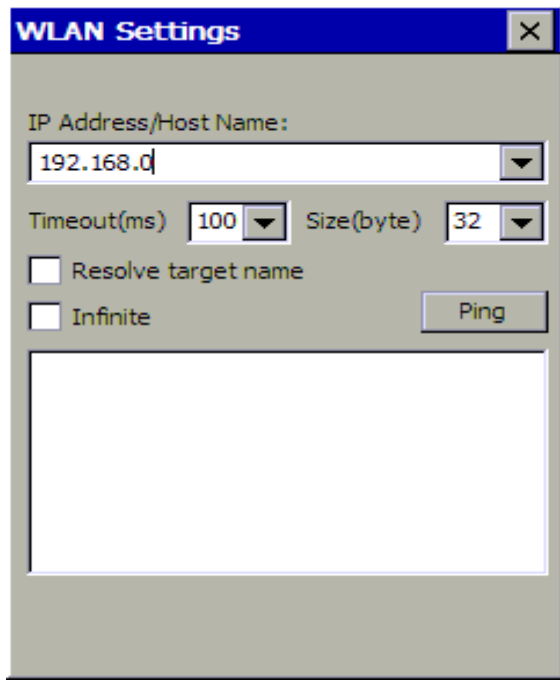 WLAN Settings
IP Address/Host Name:
192.168.0
Timeout(ms) 100 Size(byte) 32
Resolve target name
Infinite Ping